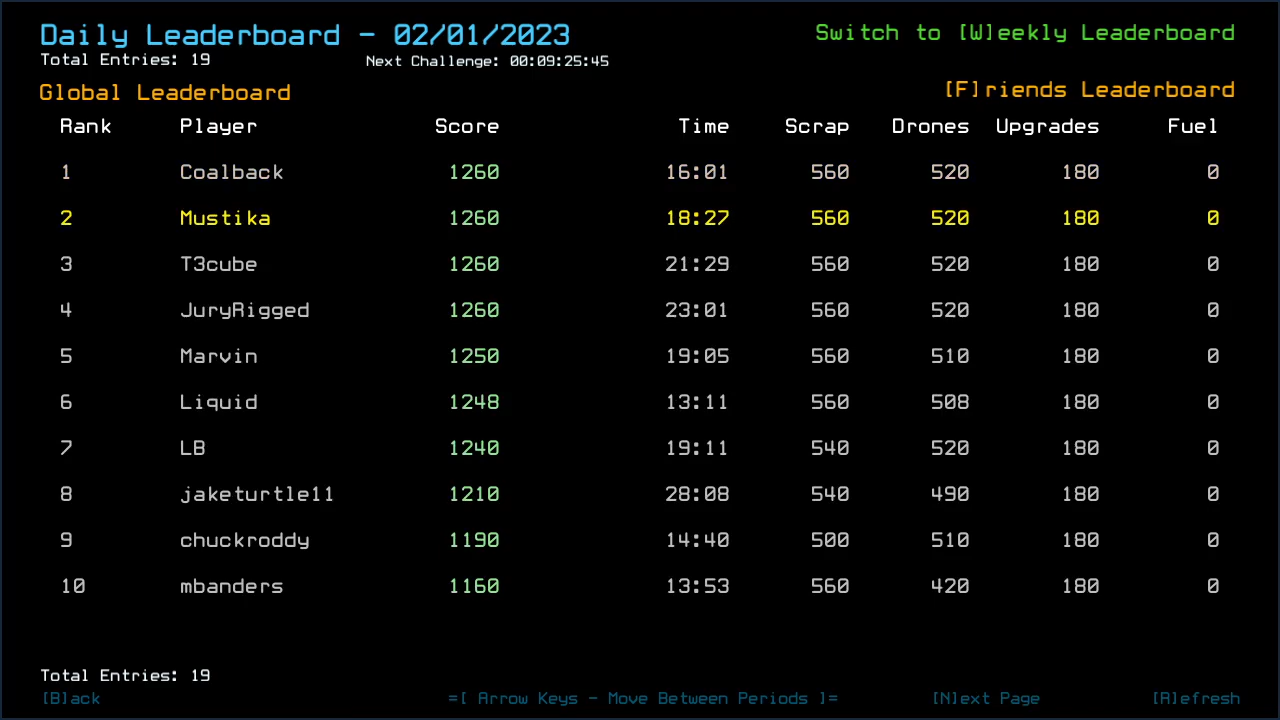 Daily Leaderboard - 02/01/2023 Switch to [W]eekly Leaderboard
Total Entries: 19 Next Challenge: 00:09:25:45
Global Leaderboard [F]riends Leaderboard
Rank Player Score Time Scrap Drones Upgrades Fuel
1 Coalback 1260 16:01 560 520 180 0
2 Mustika 1260 18:27 560 520 180 0
3 T3cube 1260 21:29 560 520 180 0
4 JuryRigged 1260 23:01 560 520 180 0
5 Marvin 1250 19:05 560 510 180 0
6 Liquid 1248 13:11 560 508 180 0
7 LB 1240 19:11 540 520 180 0
8 jaketurtle11 1210 28:08 540 490 180 0
9 chuckroddy 1190 14:40 500 510 180 0
10 mbanders 1160 13:53 560 420 180 0
Total Entries: 19
[B]ack =[ Arrow Keys - Move Between Periods ]= [N]ext Page [R]efresh